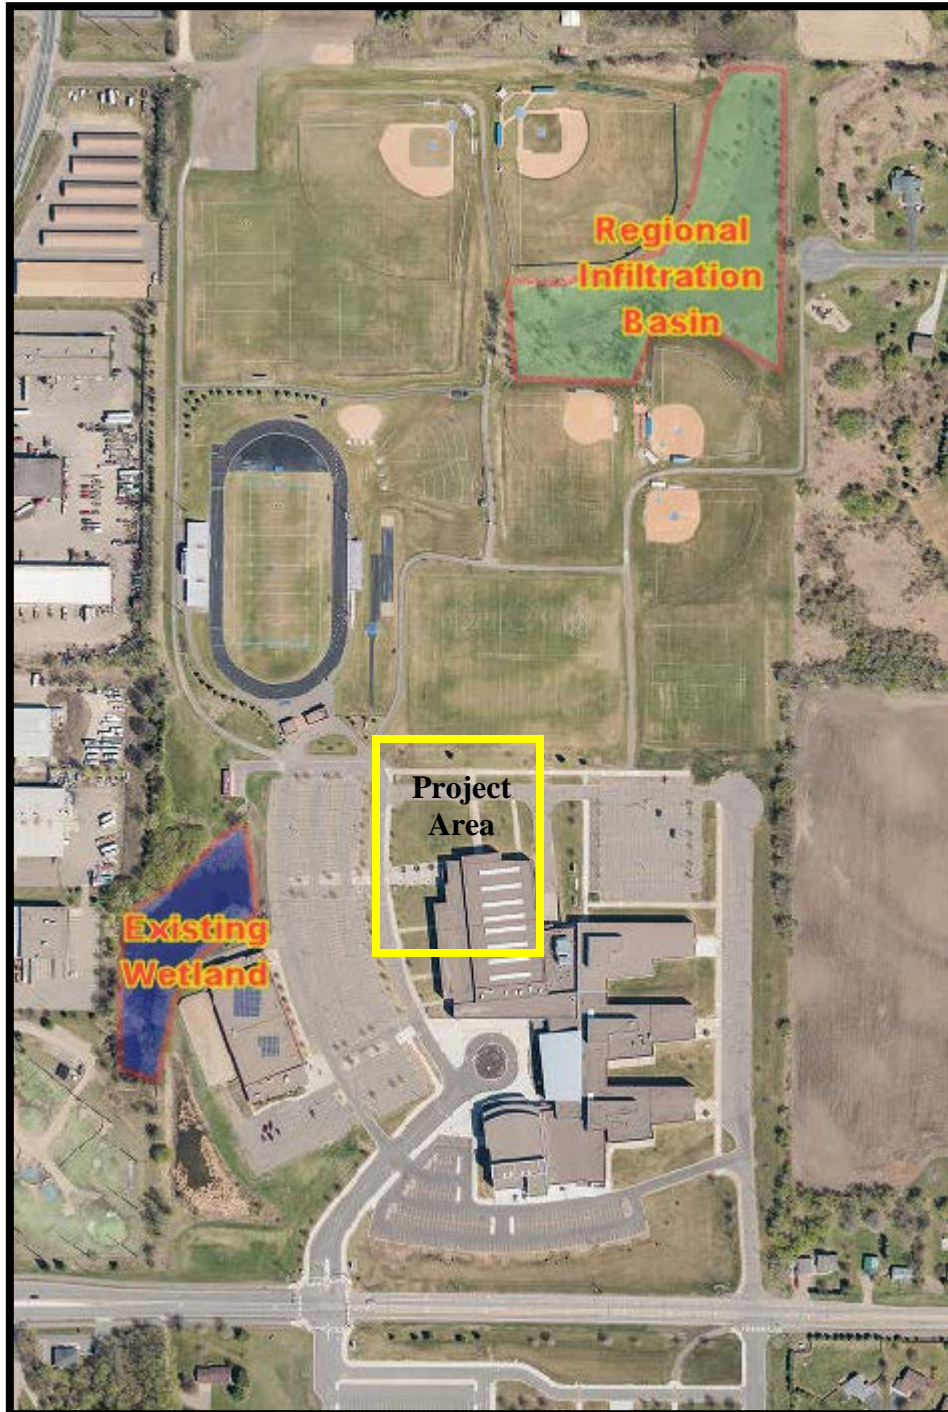 Regional
Infiltration
Basin
Project
Area
Existing
Wetland